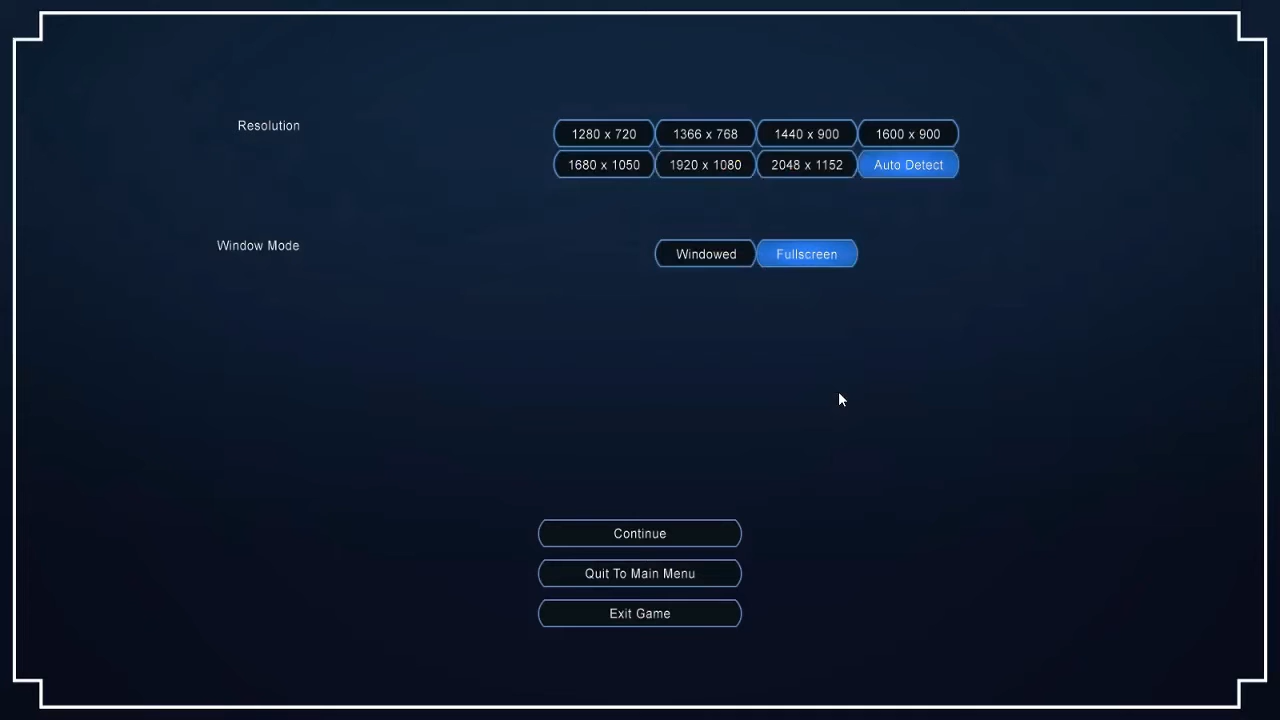 Resolution
1280 x 720 1366 x 768 1440 x 900 1600 x 900
1680 x 1050 1920 x 1080 2048 x 1152 Auto Detect
Window Mode
Windowed Fullscreen
Continue
Quit To Main Menu
Exit Game